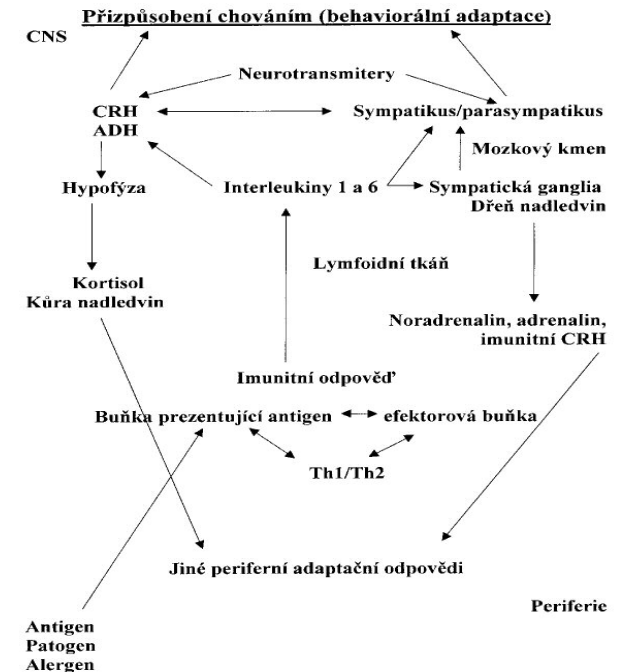 Přizpůsobení chováním (behaviorální adaptace)
CNS
Neurotransmitery
CRH
ADH
Sympatikus/parasympatikus
Mozkový kmen
Hypofýza
Interleukiny 1 a 6
Sympatická ganglia
Dřeň nadledvin
Lymfoidní tkáň
Kortisol
Kůra nadledvin
Noradrenalin, adrenalin,
imunitní CRH
Imunitní odpověď
Buňka prezentující antigen
efektorová buňka
Th1/Th2
Jiné periferní adaptační odpovědi
Periferie
Antigen
Patogen
Alergen